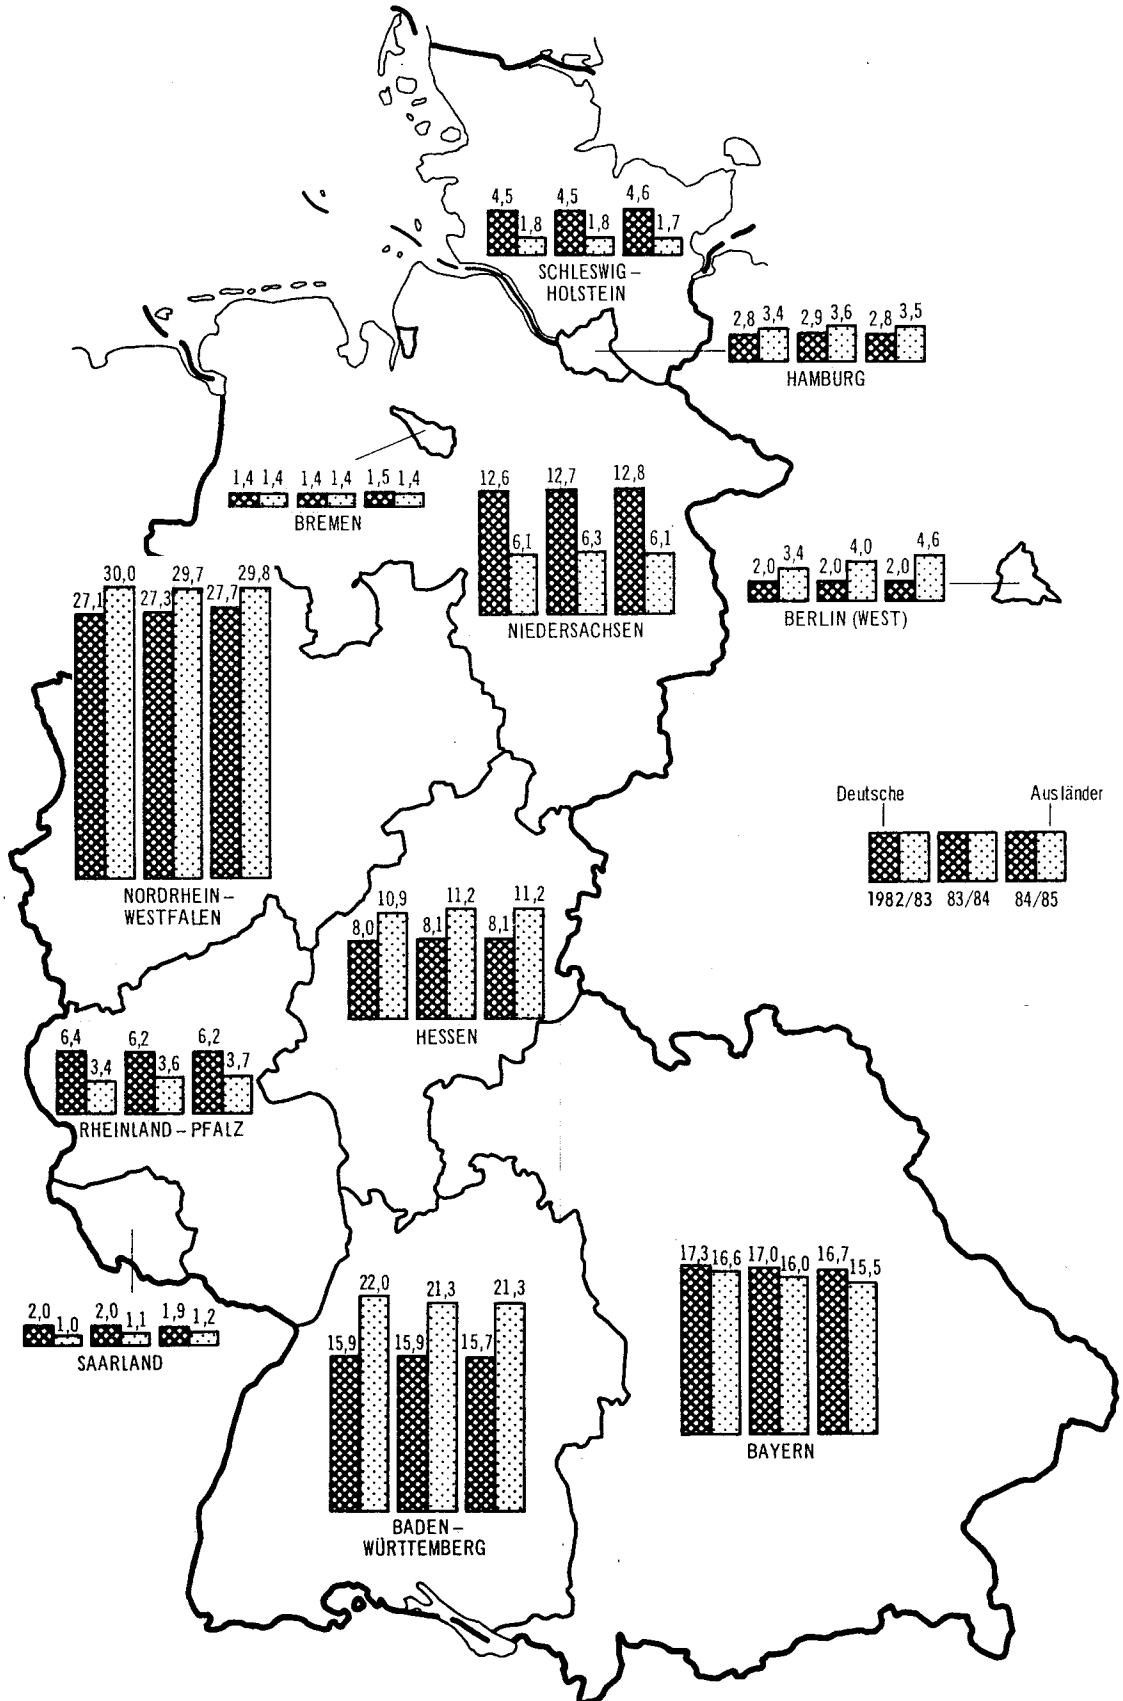 4,5 1,8 4,5 1,8 4,6 1,7
SCHLESWIG–
HOLSTEIN
2,8 3,4 2,9 3,6 2,8 3,5
HAMBURG
1,4 1,4 1,4 1,4 1,5 1,4
BREMEN
12,6 6,1 12,7 6,3 12,8 6,1
NIEDERSACHSEN
2,0 3,4 2,0 4,0 2,0 4,6
BERLIN (WEST)
27,1 30,0 27,3 29,7 27,7 29,8
NORDRHEIN–
WESTFALEN
Deutsche Ausländer
1982/83 83/84 84/85
8,0 10,9 8,1 11,2 8,1 11,2
HESSEN
6,4 3,4 6,2 3,6 6,2 3,7
RHEINLAND–PFALZ
2,0 1,0 2,0 1,1 1,9 1,2
SAARLAND
15,9 22,0 15,9 21,3 15,7 21,3
BADEN–
WÜRTTEMBERG
17,3 16,6 17,0 16,0 16,7 15,5
BAYERN